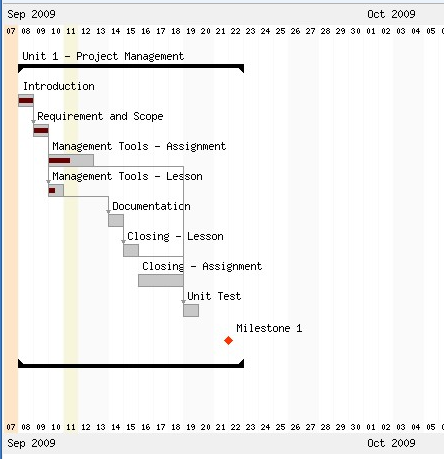 Sep 2009 Oct 2009
07 08 09 10 11 12 13 14 15 16 17 18 19 20 21 22 23 24 25 26 27 28 29 30 01 02 03 04 05
Unit 1 - Project Management
Introduction
Requirement and Scope
Management Tools - Assignment
Management Tools - Lesson
Documentation
Closing - Lesson
Closing - Assignment
Unit Test
Milestone 1
07 08 09 10 11 12 13 14 15 16 17 18 19 20 21 22 23 24 25 26 27 28 29 30 01 02 03 04 05
Sep 2009 Oct 2009